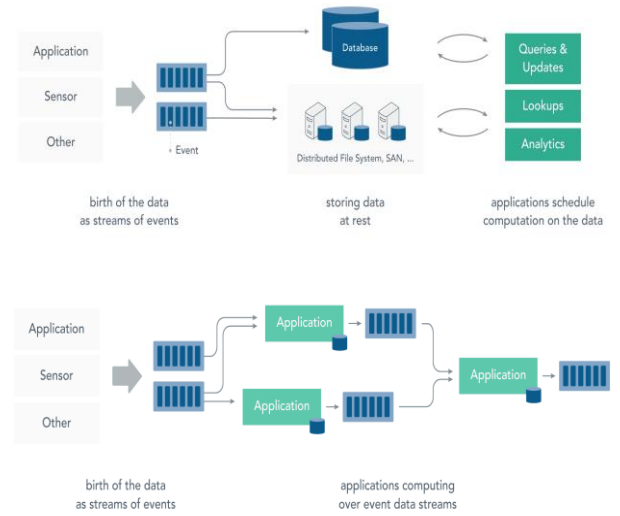 Application
Sensor
Other
Event
Database
Distributed File System, SAN, ...
Queries &
Updates
Lookups
Analytics
birth of the data
as streams of events
storing data
at rest
applications schedule
computation on the data
Application
Sensor
Other
Application
Application
Application
birth of the data
as streams of events
applications computing
over event data streams